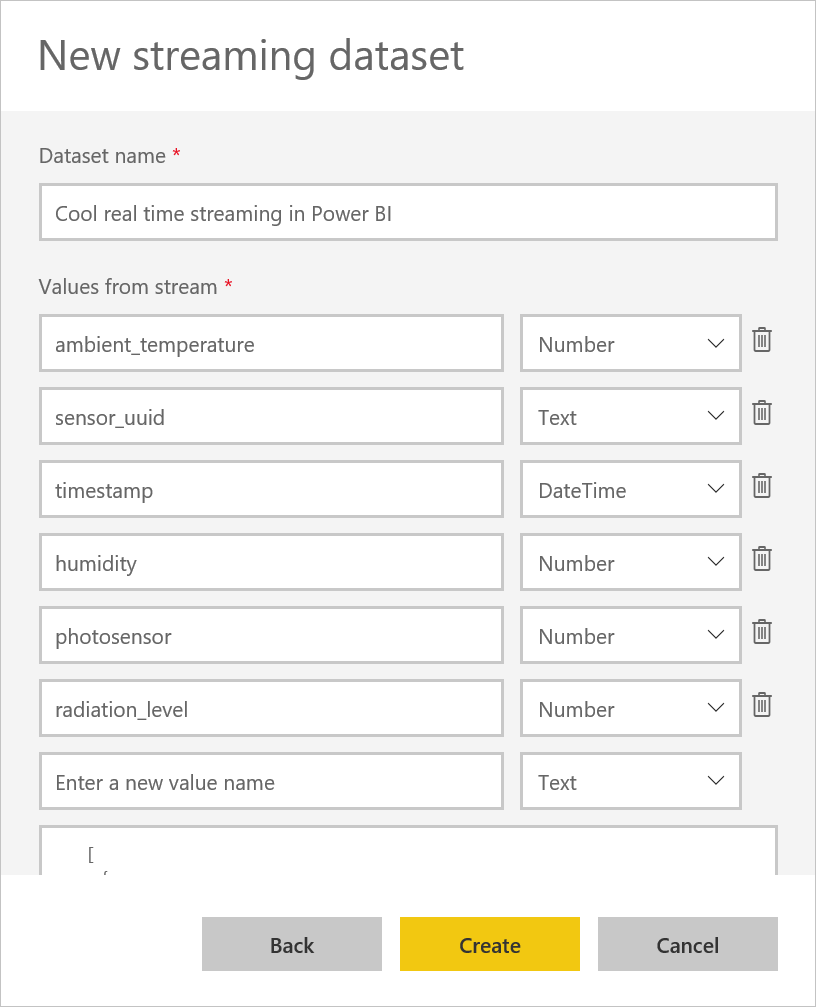 New streaming dataset
Dataset name *
Cool real time streaming in Power BI
Values from stream *
ambient_temperature Number
sensor_uuid Text
timestamp DateTime
humidity Number
photosensor Number
radiation_level Number
Enter a new value name Text
[
Back Create Cancel